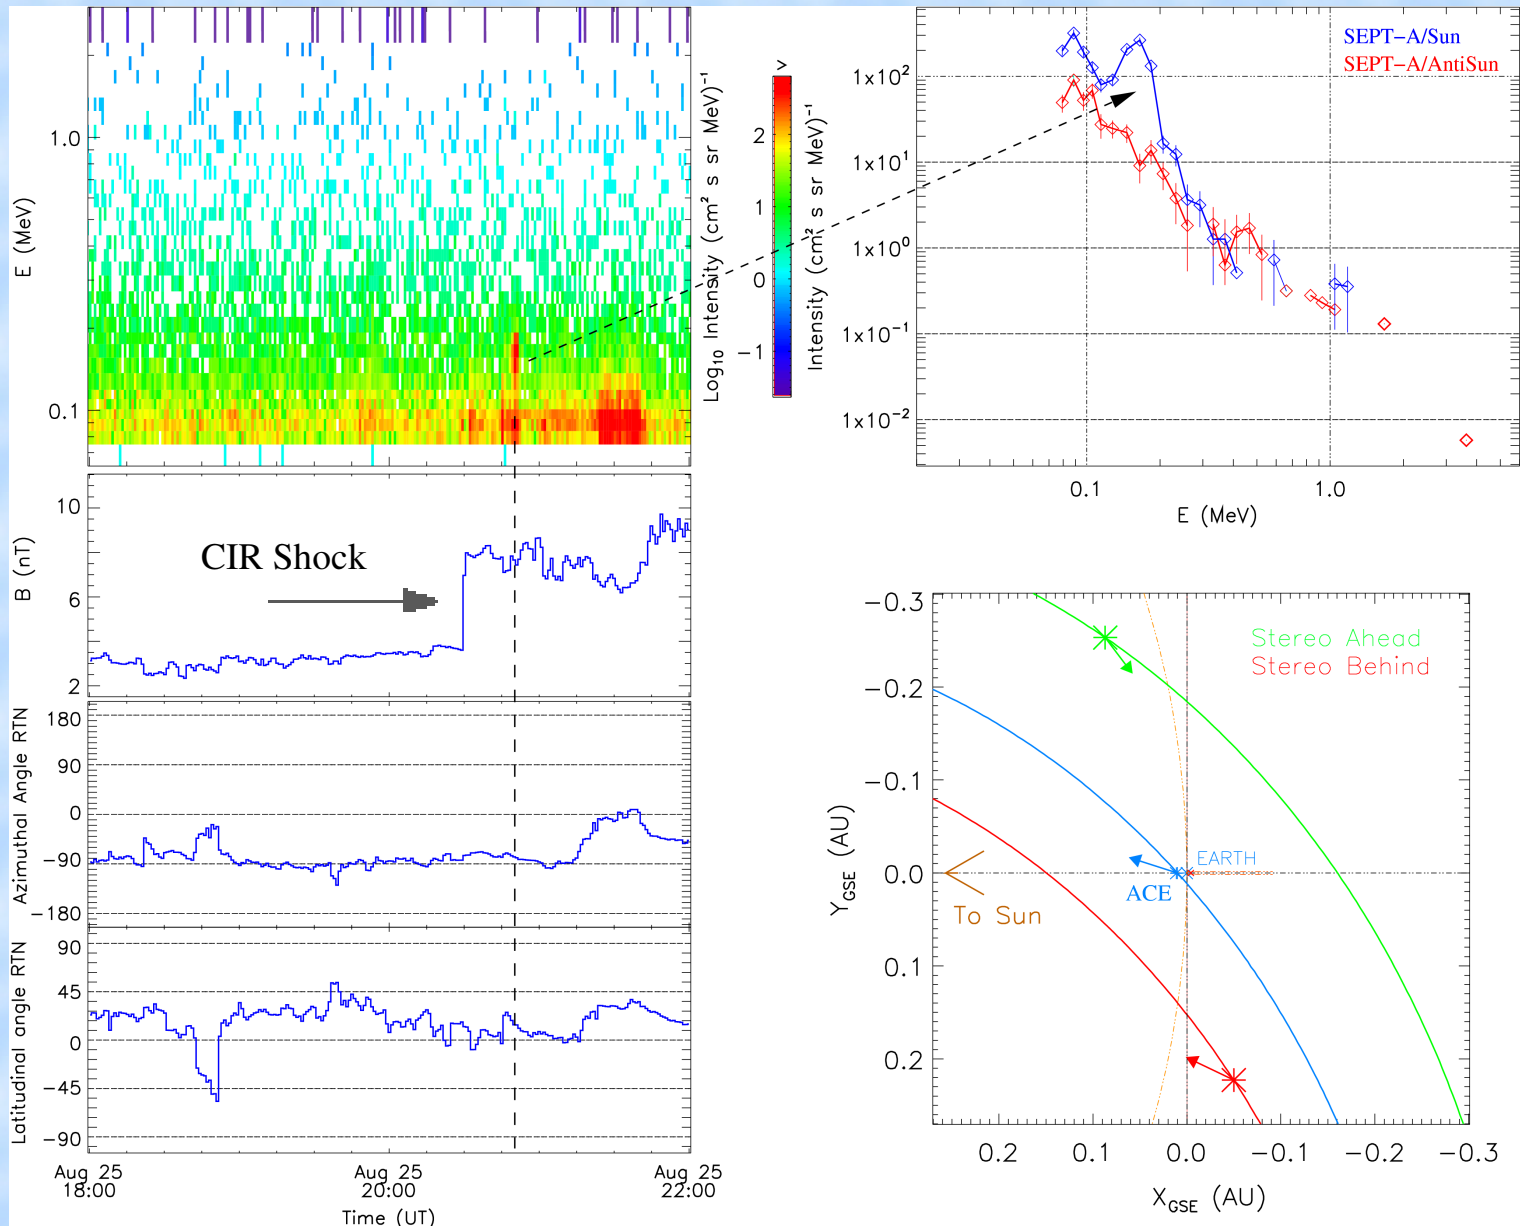 1.0
0.1
E (MeV)
>
2
1
0
−1
Log₁₀ Intensity (cm² s sr MeV)⁻¹
Intensity (cm² s sr MeV)⁻¹
10
6
2
B (nT)
CIR Shock
180
90
0
−90
−180
Azimuthal Angle RTN
90
45
0
−45
−90
Latitudinal angle RTN
Aug 25
18:00
Aug 25
20:00
Aug 25
22:00
Time (UT)
SEPT−A/Sun
SEPT−A/AntiSun
1x10²
1x10¹
1x10⁰
1x10⁻¹
1x10⁻²
0.1
1.0
E (MeV)
Stereo Ahead
Stereo Behind
−0.3
−0.2
−0.1
0.0
0.1
0.2
Y_GSE (AU)
EARTH
ACE
To Sun
0.2
0.1
0.0
−0.1
−0.2
−0.3
X_GSE (AU)